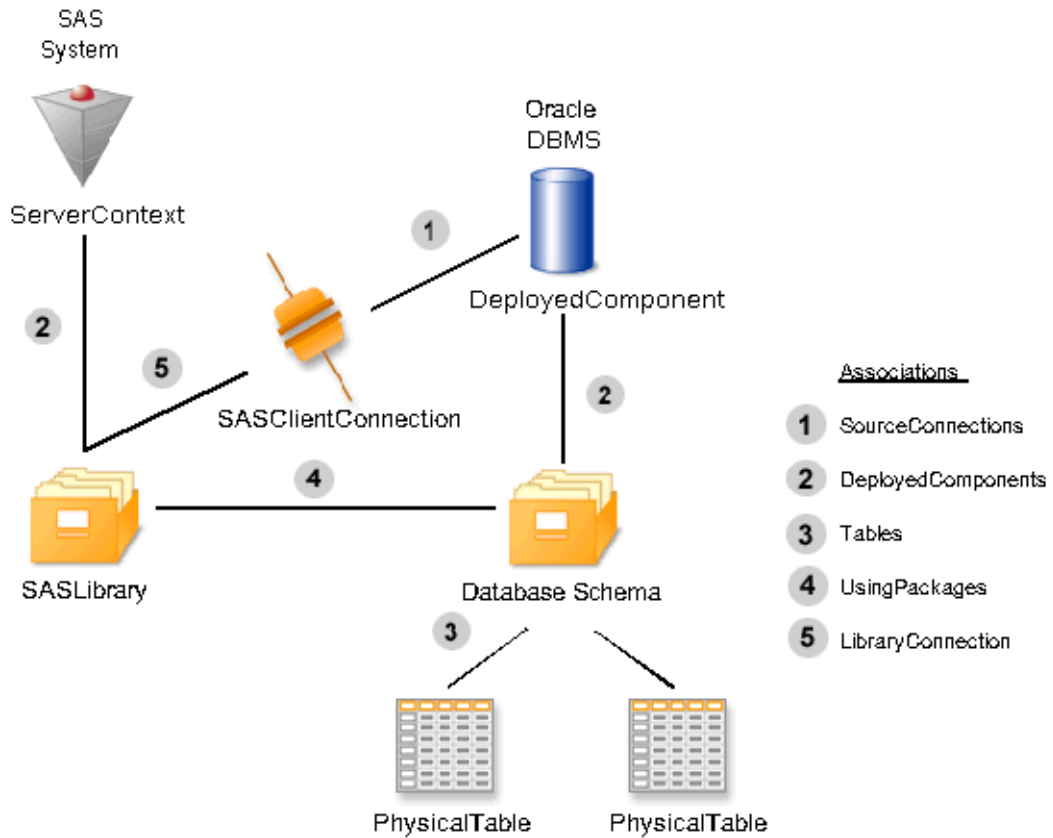 SAS
System
ServerContext
Oracle
DBMS
DeployedComponent
1
2
5
SASClientConnection
2
4
SASLibrary
Database Schema
3
PhysicalTable
PhysicalTable
Associations
1 SourceConnections
2 DeployedComponents
3 Tables
4 UsingPackages
5 LibraryConnection